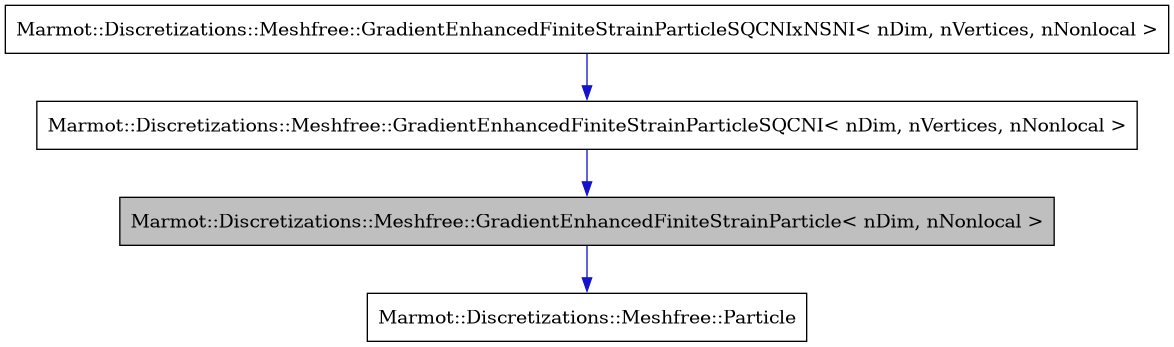 Marmot::Discretizations::Meshfree::GradientEnhancedFiniteStrainParticleSQCNIxNSNI< nDim, nVertices, nNonlocal >
Marmot::Discretizations::Meshfree::GradientEnhancedFiniteStrainParticleSQCNI< nDim, nVertices, nNonlocal >
Marmot::Discretizations::Meshfree::GradientEnhancedFiniteStrainParticle< nDim, nNonlocal >
Marmot::Discretizations::Meshfree::Particle